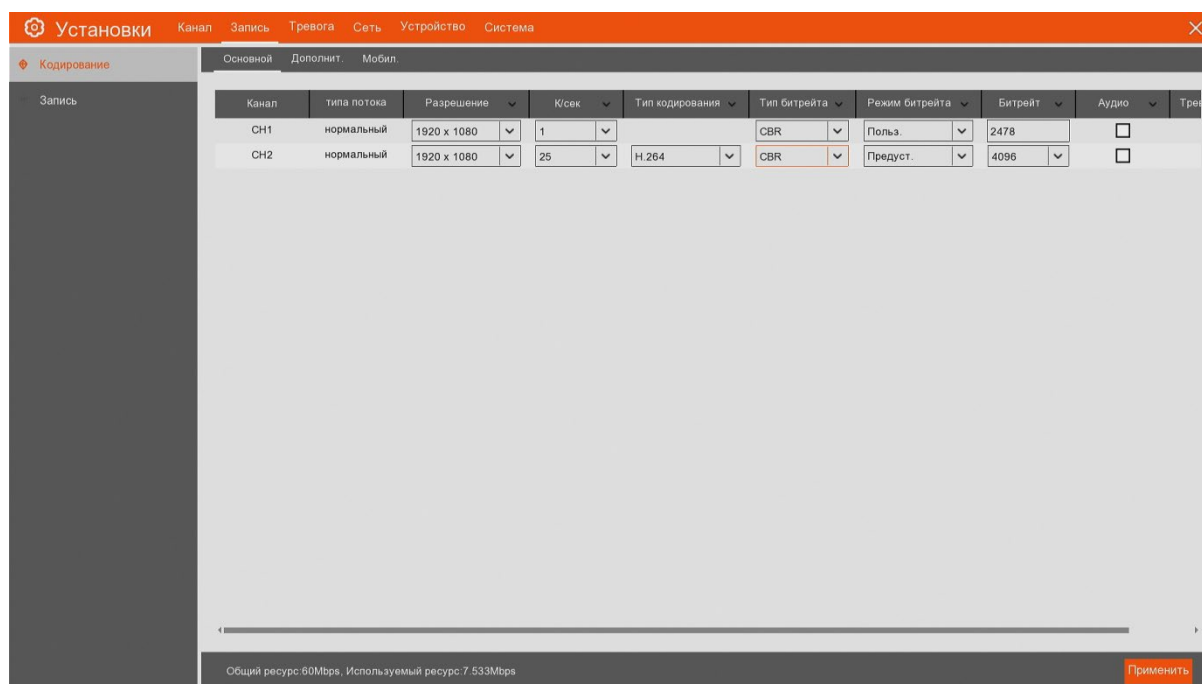 Установки Канал Запись Тревога Сеть Устройство Система
Кодирование
Запись
Основной Дополнит. Мобил.
Канал типа потока Разрешение К/сек Тип кодирования Тип битрейта Режим битрейта Битрейт Аудио Трев
CH1 нормальный 1920 x 1080 1 CBR Польз. 2478
CH2 нормальный 1920 x 1080 25 H.264 CBR Предуст. 4096
Общий ресурс:60Mbps, Используемый ресурс:7.533Mbps
Применить